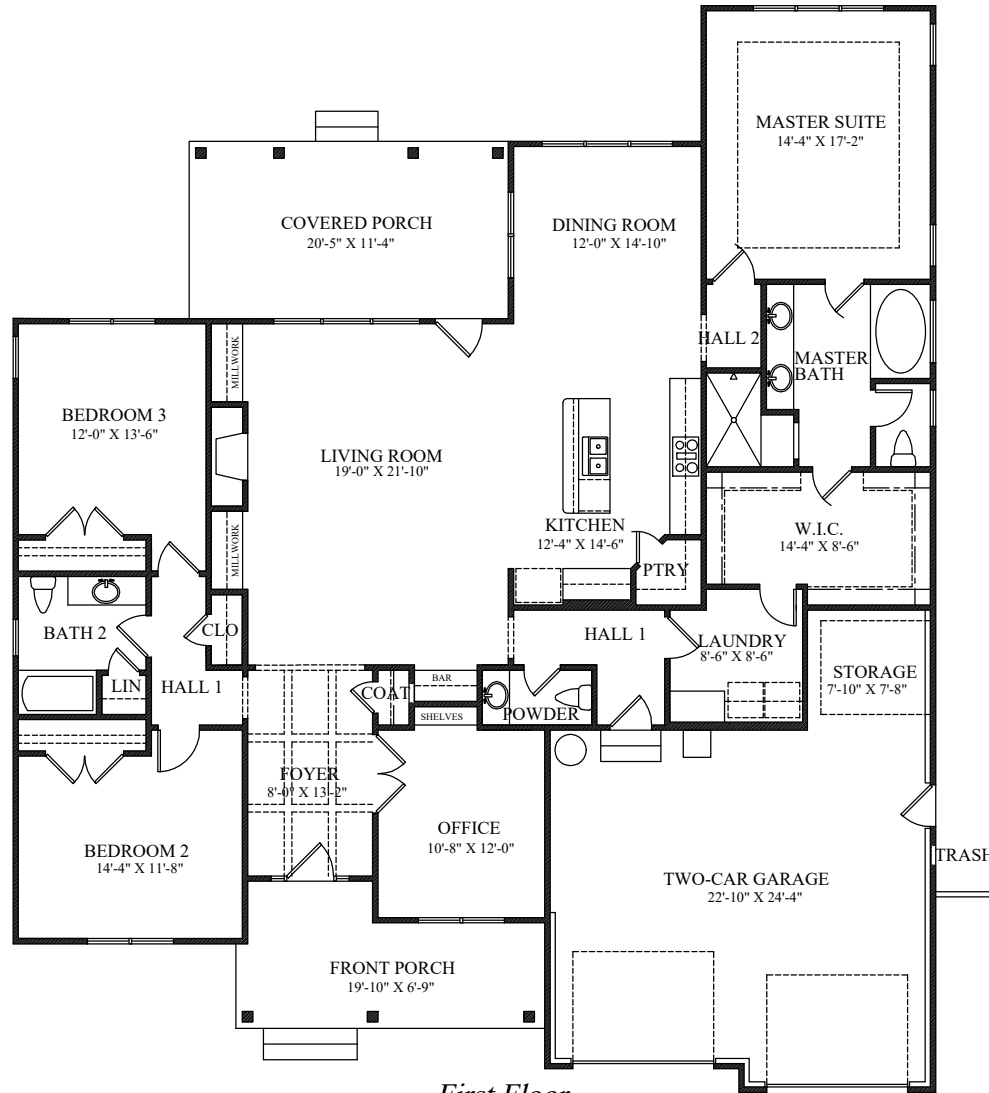 MASTER SUITE
14'-4" X 17'-2"
COVERED PORCH
20'-5" X 11'-4"
DINING ROOM
12'-0" X 14'-10"
HALL 2
MASTER
BATH
MILLWORK
BEDROOM 3
12'-0" X 13'-6"
LIVING ROOM
19'-0" X 21'-10"
KITCHEN
12'-4" X 14'-6"
W.I.C.
14'-4" X 8'-6"
MILLWORK
PTRY
BATH 2
CLO
HALL 1
LAUNDRY
8'-6" X 8'-6"
STORAGE
7'-10" X 7'-8"
LIN
HALL 1
COAT
BAR
SHELVES
POWDER
FOYER
8'-0" X 13'-2"
OFFICE
10'-8" X 12'-0"
BEDROOM 2
14'-4" X 11'-8"
TWO-CAR GARAGE
22'-10" X 24'-4"
TRASH
FRONT PORCH
19'-10" X 6'-9"
First Floor